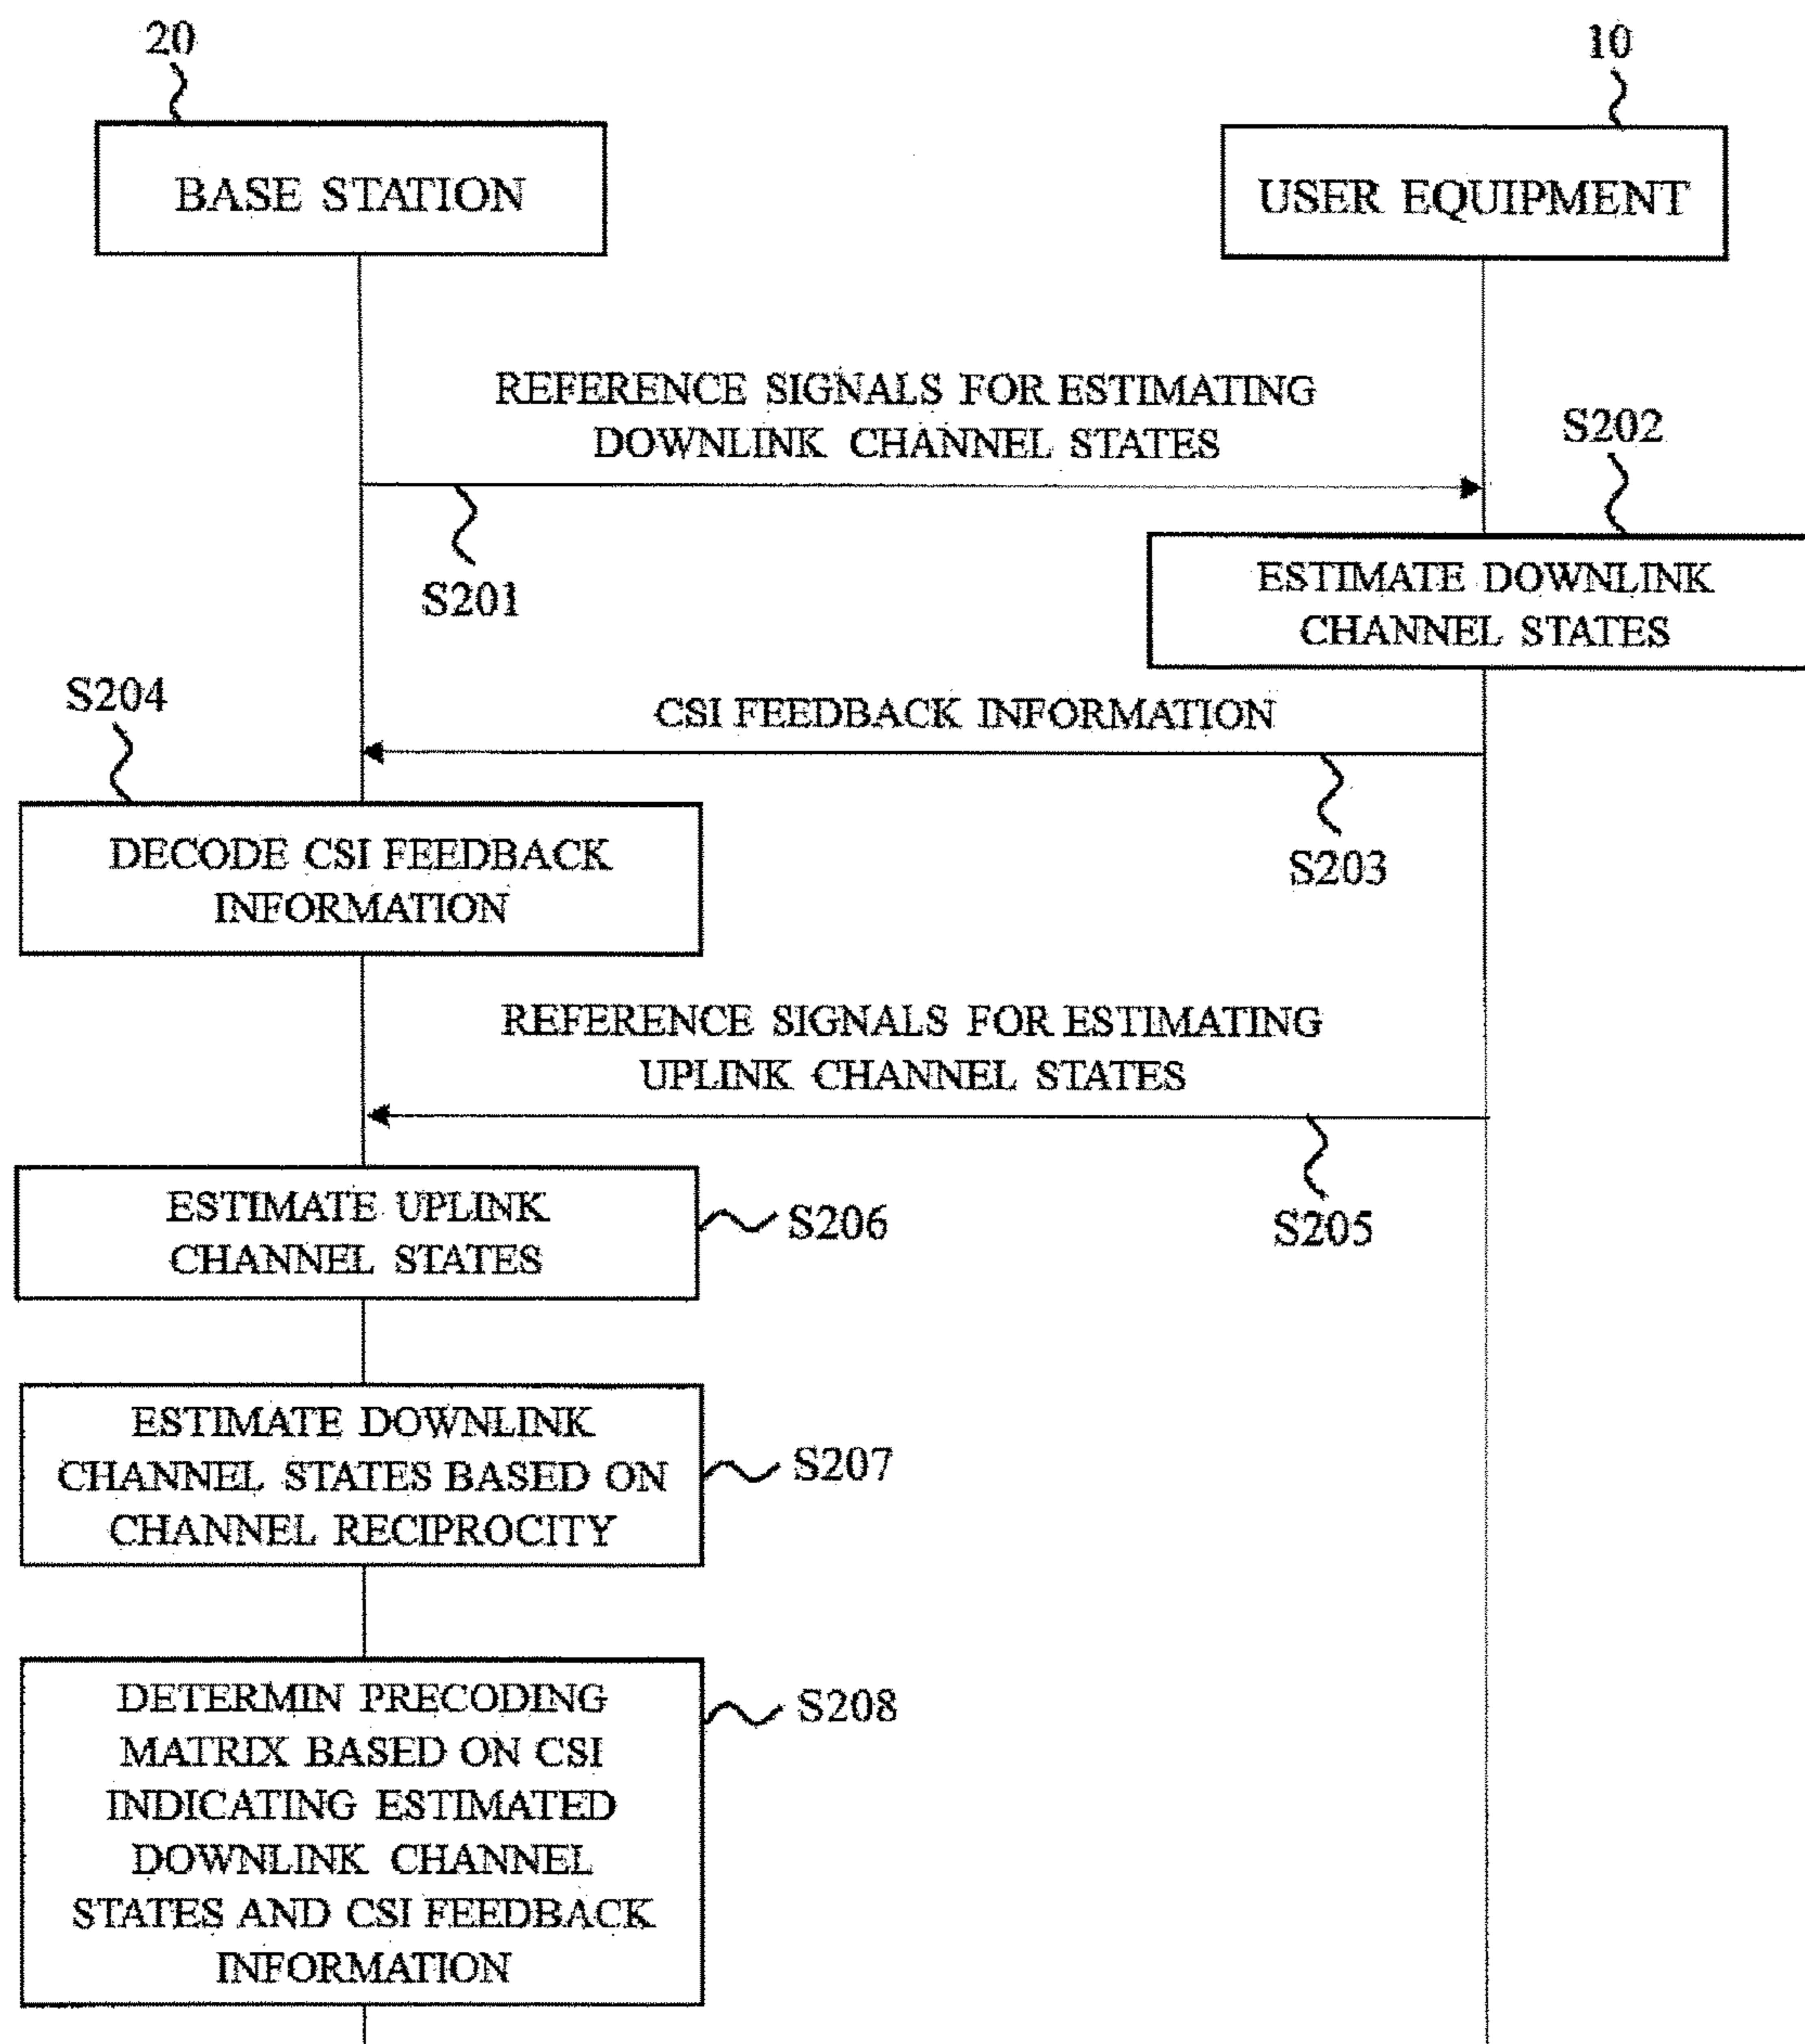 20
10
BASE STATION
USER EQUIPMENT
REFERENCE SIGNALS FOR ESTIMATING
DOWNLINK CHANNEL STATES
S202
S201
ESTIMATE DOWNLINK
CHANNEL STATES
S204
CSI FEEDBACK INFORMATION
DECODE CSI FEEDBACK
INFORMATION
S203
REFERENCE SIGNALS FOR ESTIMATING
UPLINK CHANNEL STATES
ESTIMATE UPLINK
CHANNEL STATES
S206
S205
ESTIMATE DOWNLINK
CHANNEL STATES BASED ON
CHANNEL RECIPROCITY
S207
DETERMIN PRECODING
MATRIX BASED ON CSI
INDICATING ESTIMATED
DOWNLINK CHANNEL
STATES AND CSI FEEDBACK
INFORMATION
S208